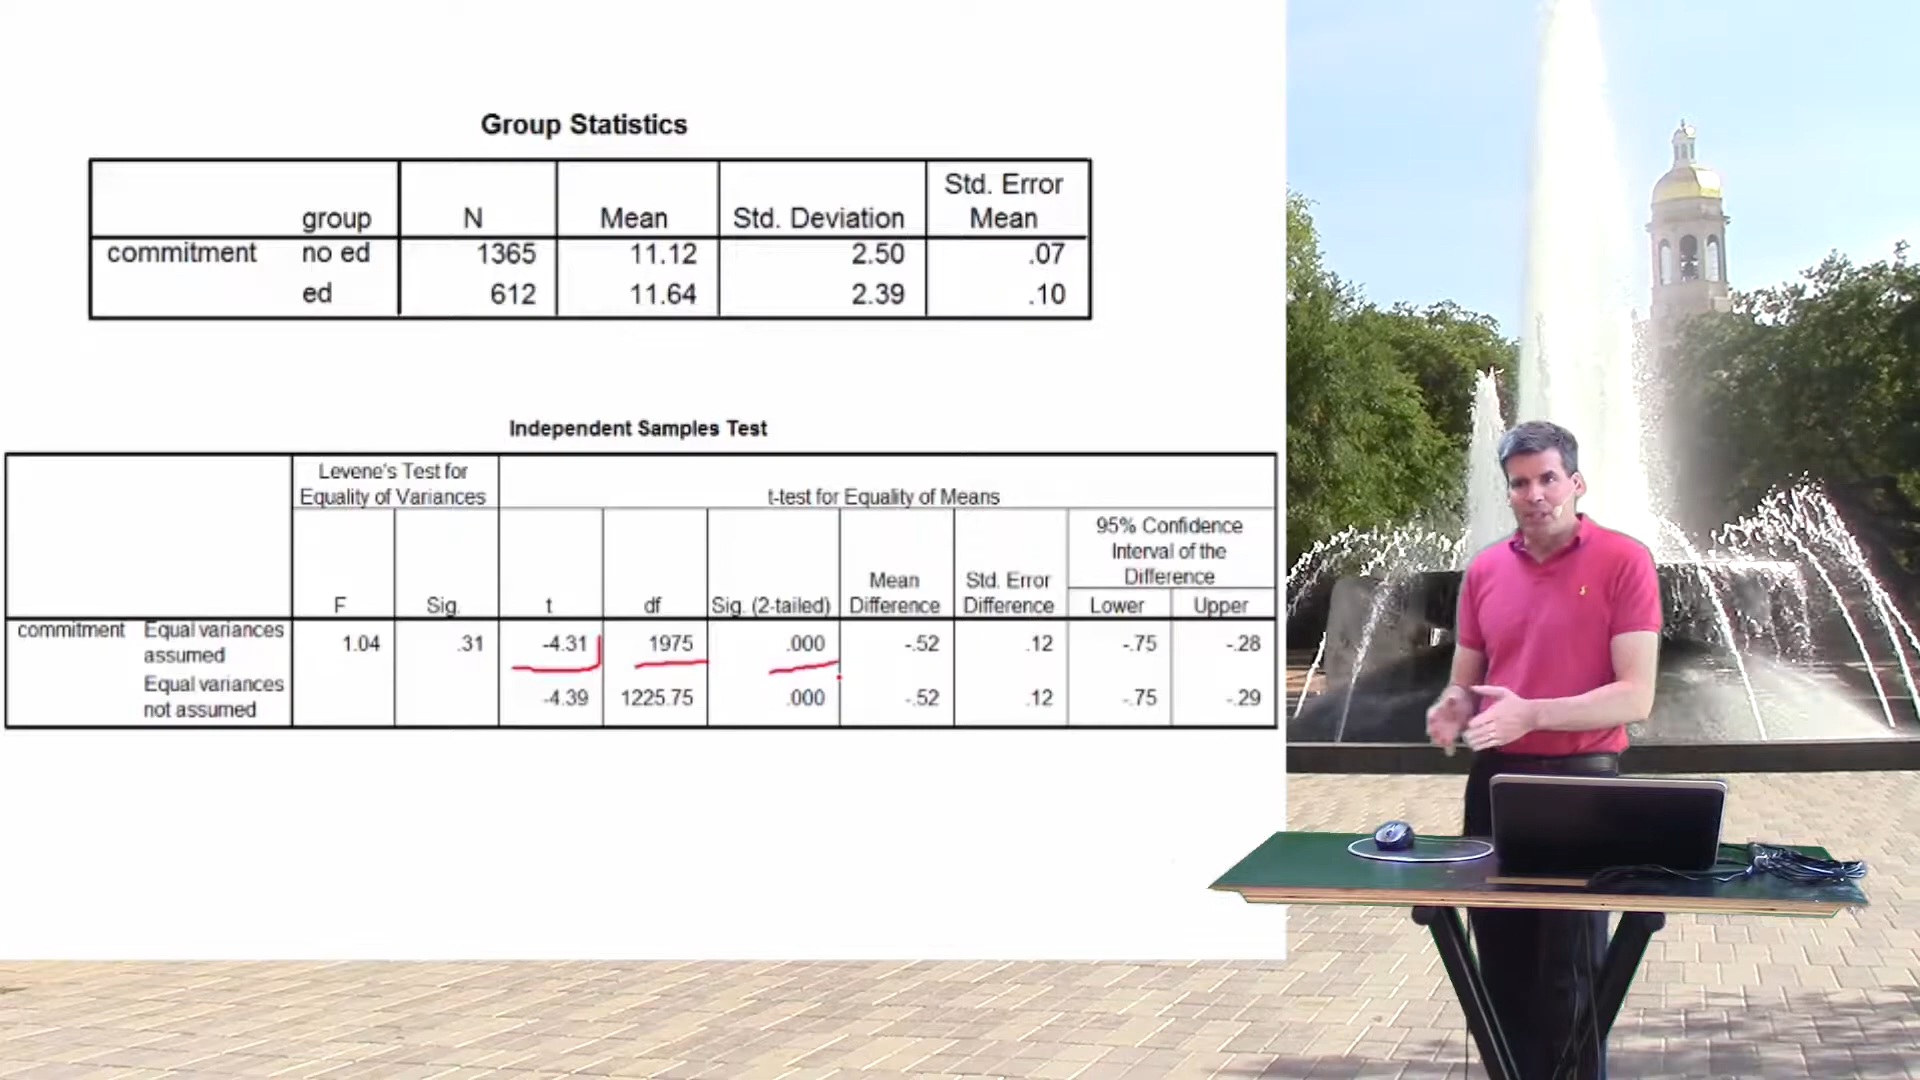 Group Statistics
group N Mean Std. Deviation Std. Error Mean
commitment no ed 1365 11.12 2.50 .07
ed 612 11.64 2.39 .10
Independent Samples Test
Levene's Test for Equality of Variances
t-test for Equality of Means
95% Confidence Interval of the Difference
F Sig. t df Sig. (2-tailed) Mean Difference Std. Error Difference Lower Upper
commitment Equal variances assumed 1.04 .31 -4.31 1975 .000 -.52 .12 -.75 -.28
Equal variances not assumed -4.39 1225.75 .000 -.52 .12 -.75 -.29